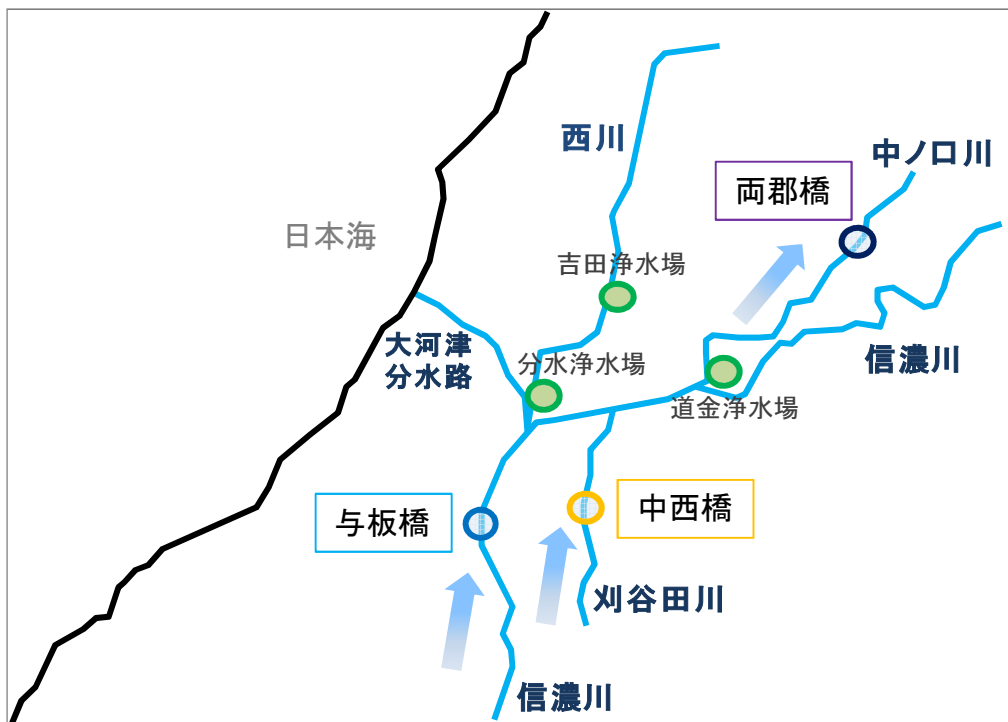 西川
中ノ口川
両郡橋
日本海
吉田浄水場
大河津
分水路
分水浄水場
信濃川
道金浄水場
与板橋
中西橋
刈谷田川
信濃川